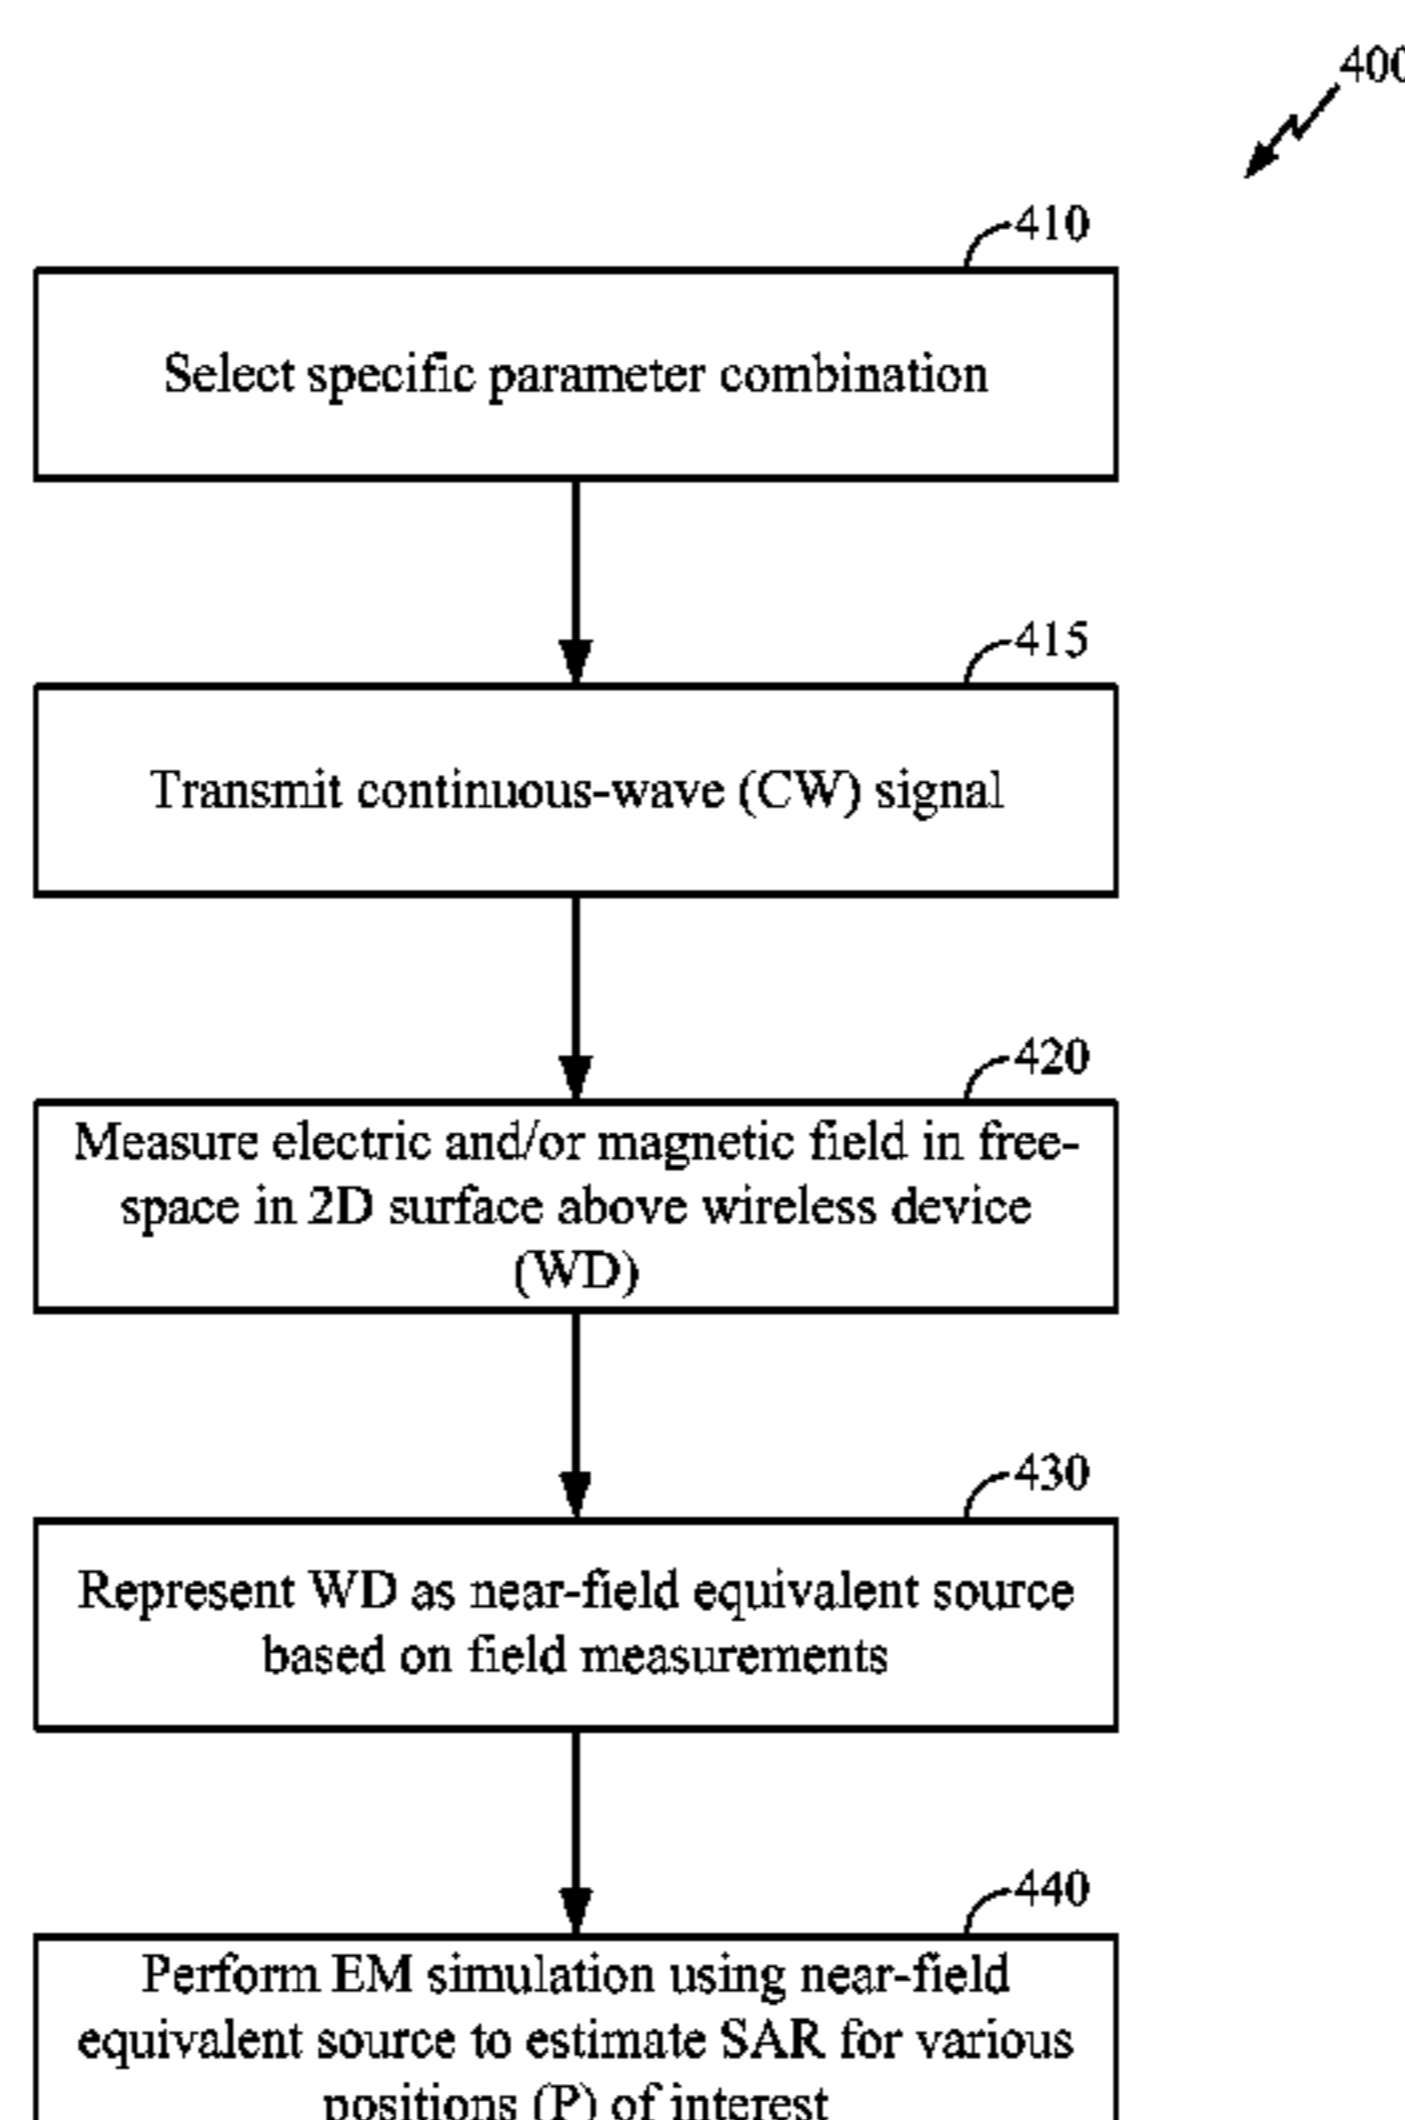 400
410
Select specific parameter combination
415
Transmit continuous-wave (CW) signal
420
Measure electric and/or magnetic field in free-
space in 2D surface above wireless device
(WD)
430
Represent WD as near-field equivalent source
based on field measurements
440
Perform EM simulation using near-field
equivalent source to estimate SAR for various
positions (P) of interest